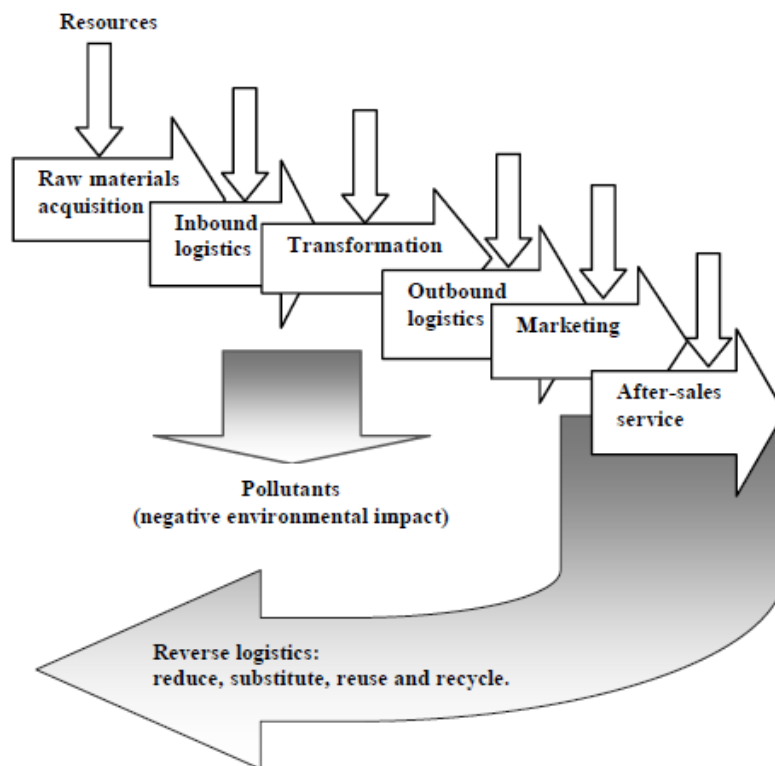 Resources
Raw materials
acquisition
Inbound
logistics
Transformation
Outbound
logistics
Marketing
After-sales
service
Pollutants
(negative environmental impact)
Reverse logistics:
reduce, substitute, reuse and recycle.